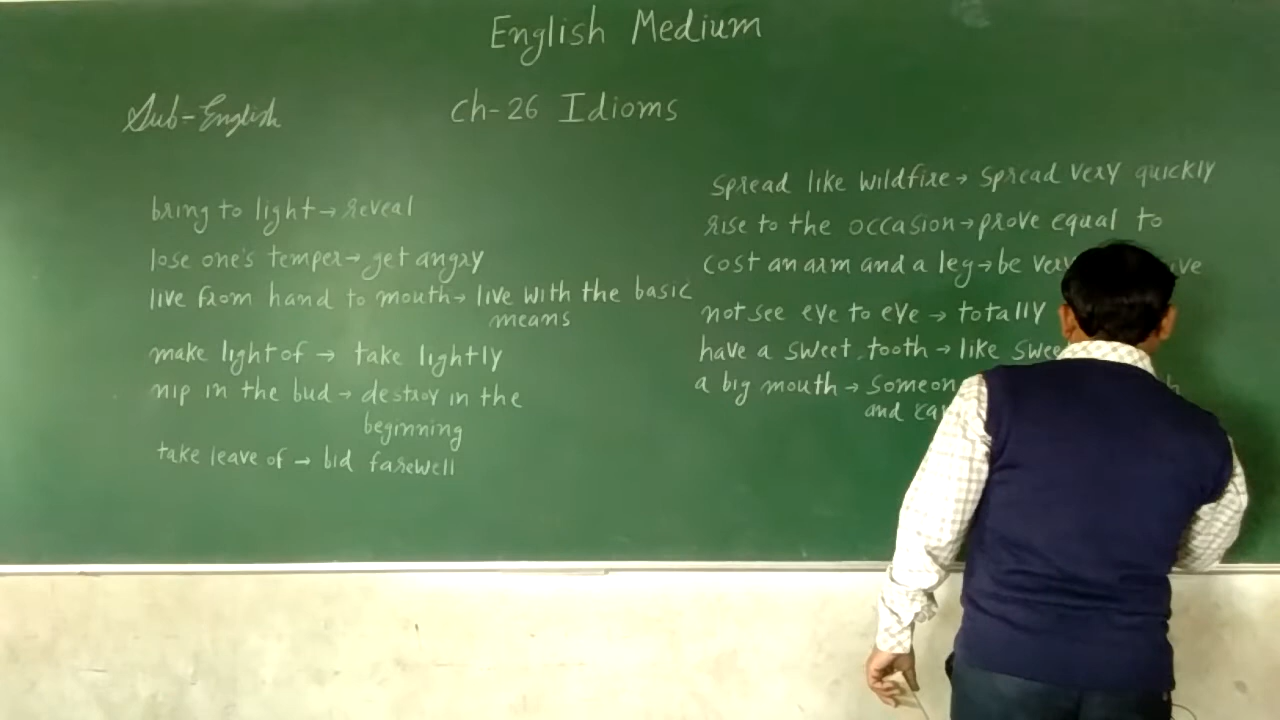 English Medium
Sub-English
Ch-26 Idioms
bring to light → reveal
lose one's temper → get angry
live from hand to mouth → live with the basic
means
make light of → take lightly
nip in the bud → destroy in the
beginning
take leave of → bid farewell
spread like wildfire → spread very quickly
rise to the occasion → prove equal to
cost an arm and a leg → be
not see eye to eye → totally
have a sweet tooth → like
a big mouth →
and